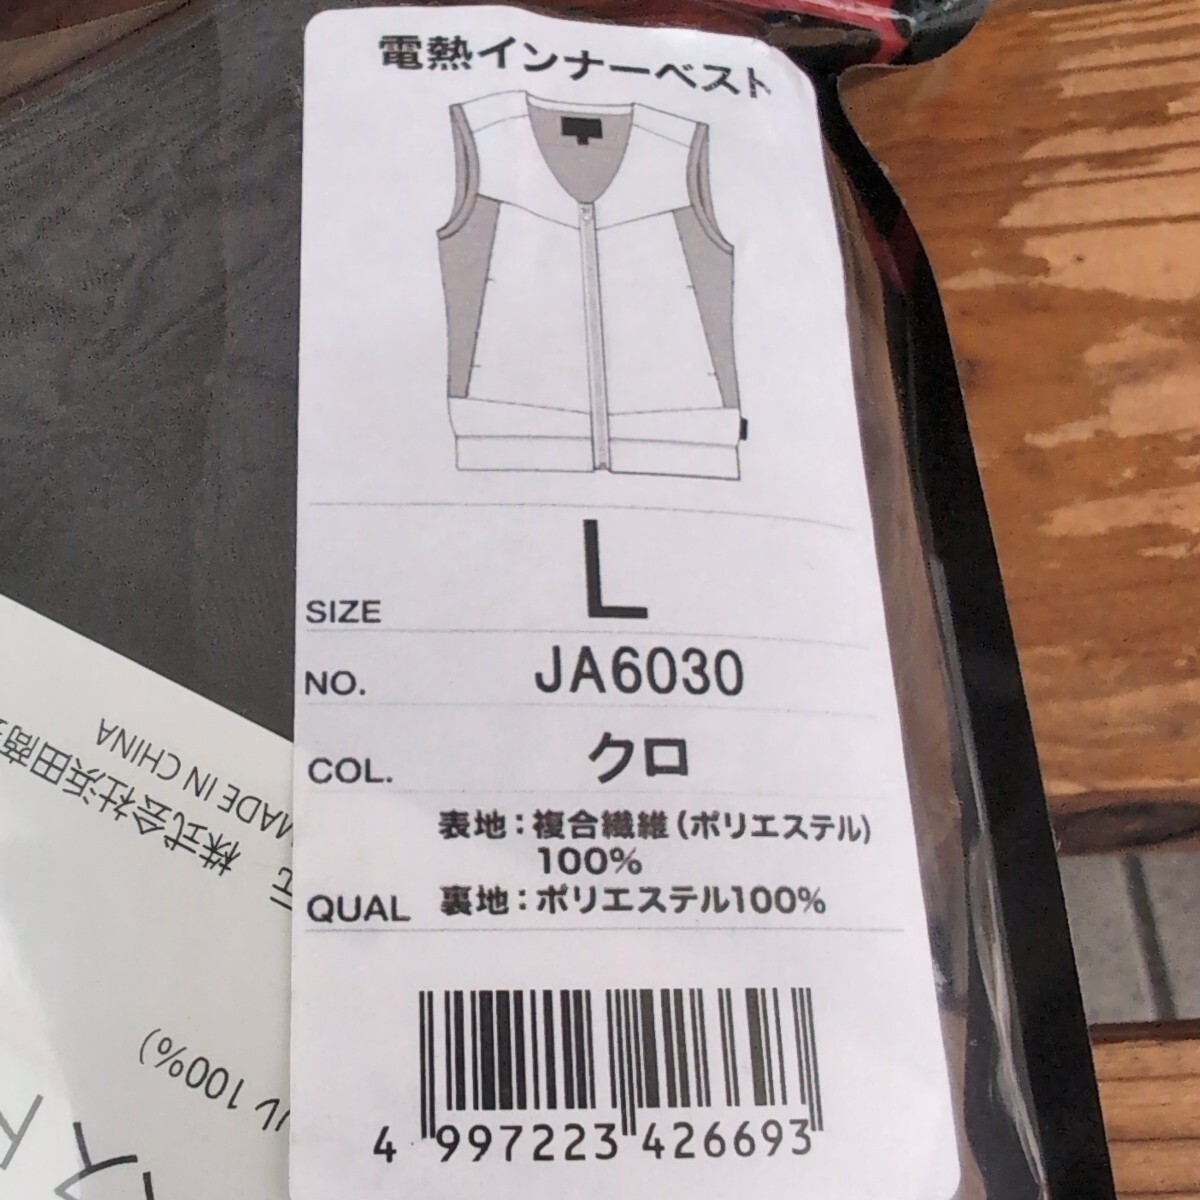 電熱インナーベスト
SIZE L
NO. JA6030
COL. クロ
QUAL 表地：複合繊維（ポリエステル）
100%
裏地：ポリエステル100%
4 997223 426693
株式会社浜田商
MADE IN CHINA
ル 100%)